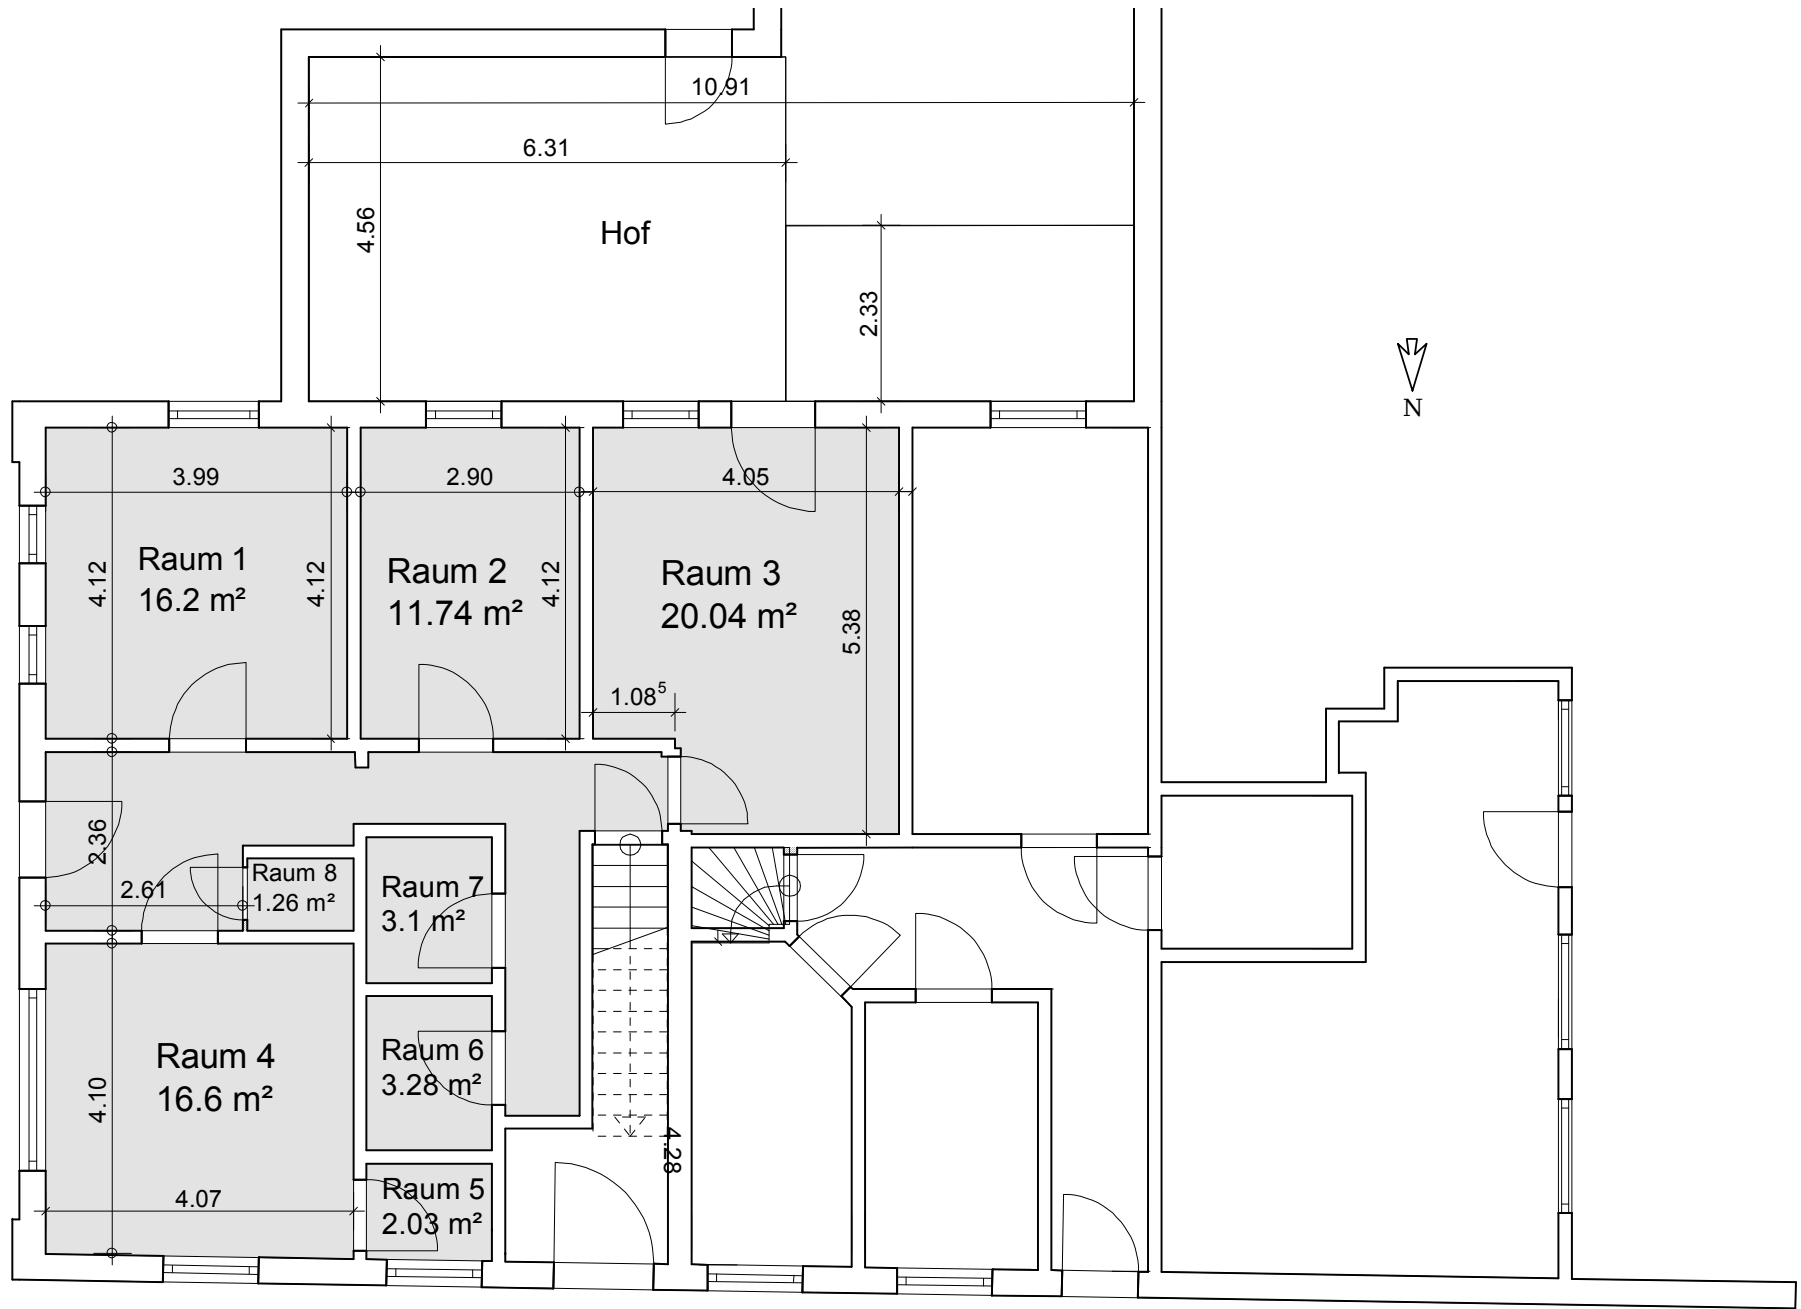 10.91
6.31
4.56
Hof
2.33
N
3.99
2.90
4.05
Raum 1
16.2 m²
4.12
4.12
Raum 2
11.74 m²
4.12
Raum 3
20.04 m²
5.38
1.08⁵
2.36
2.61
Raum 8
1.26 m²
Raum 7
3.1 m²
Raum 4
16.6 m²
4.10
Raum 6
3.28 m²
4.28
4.07
Raum 5
2.03 m²